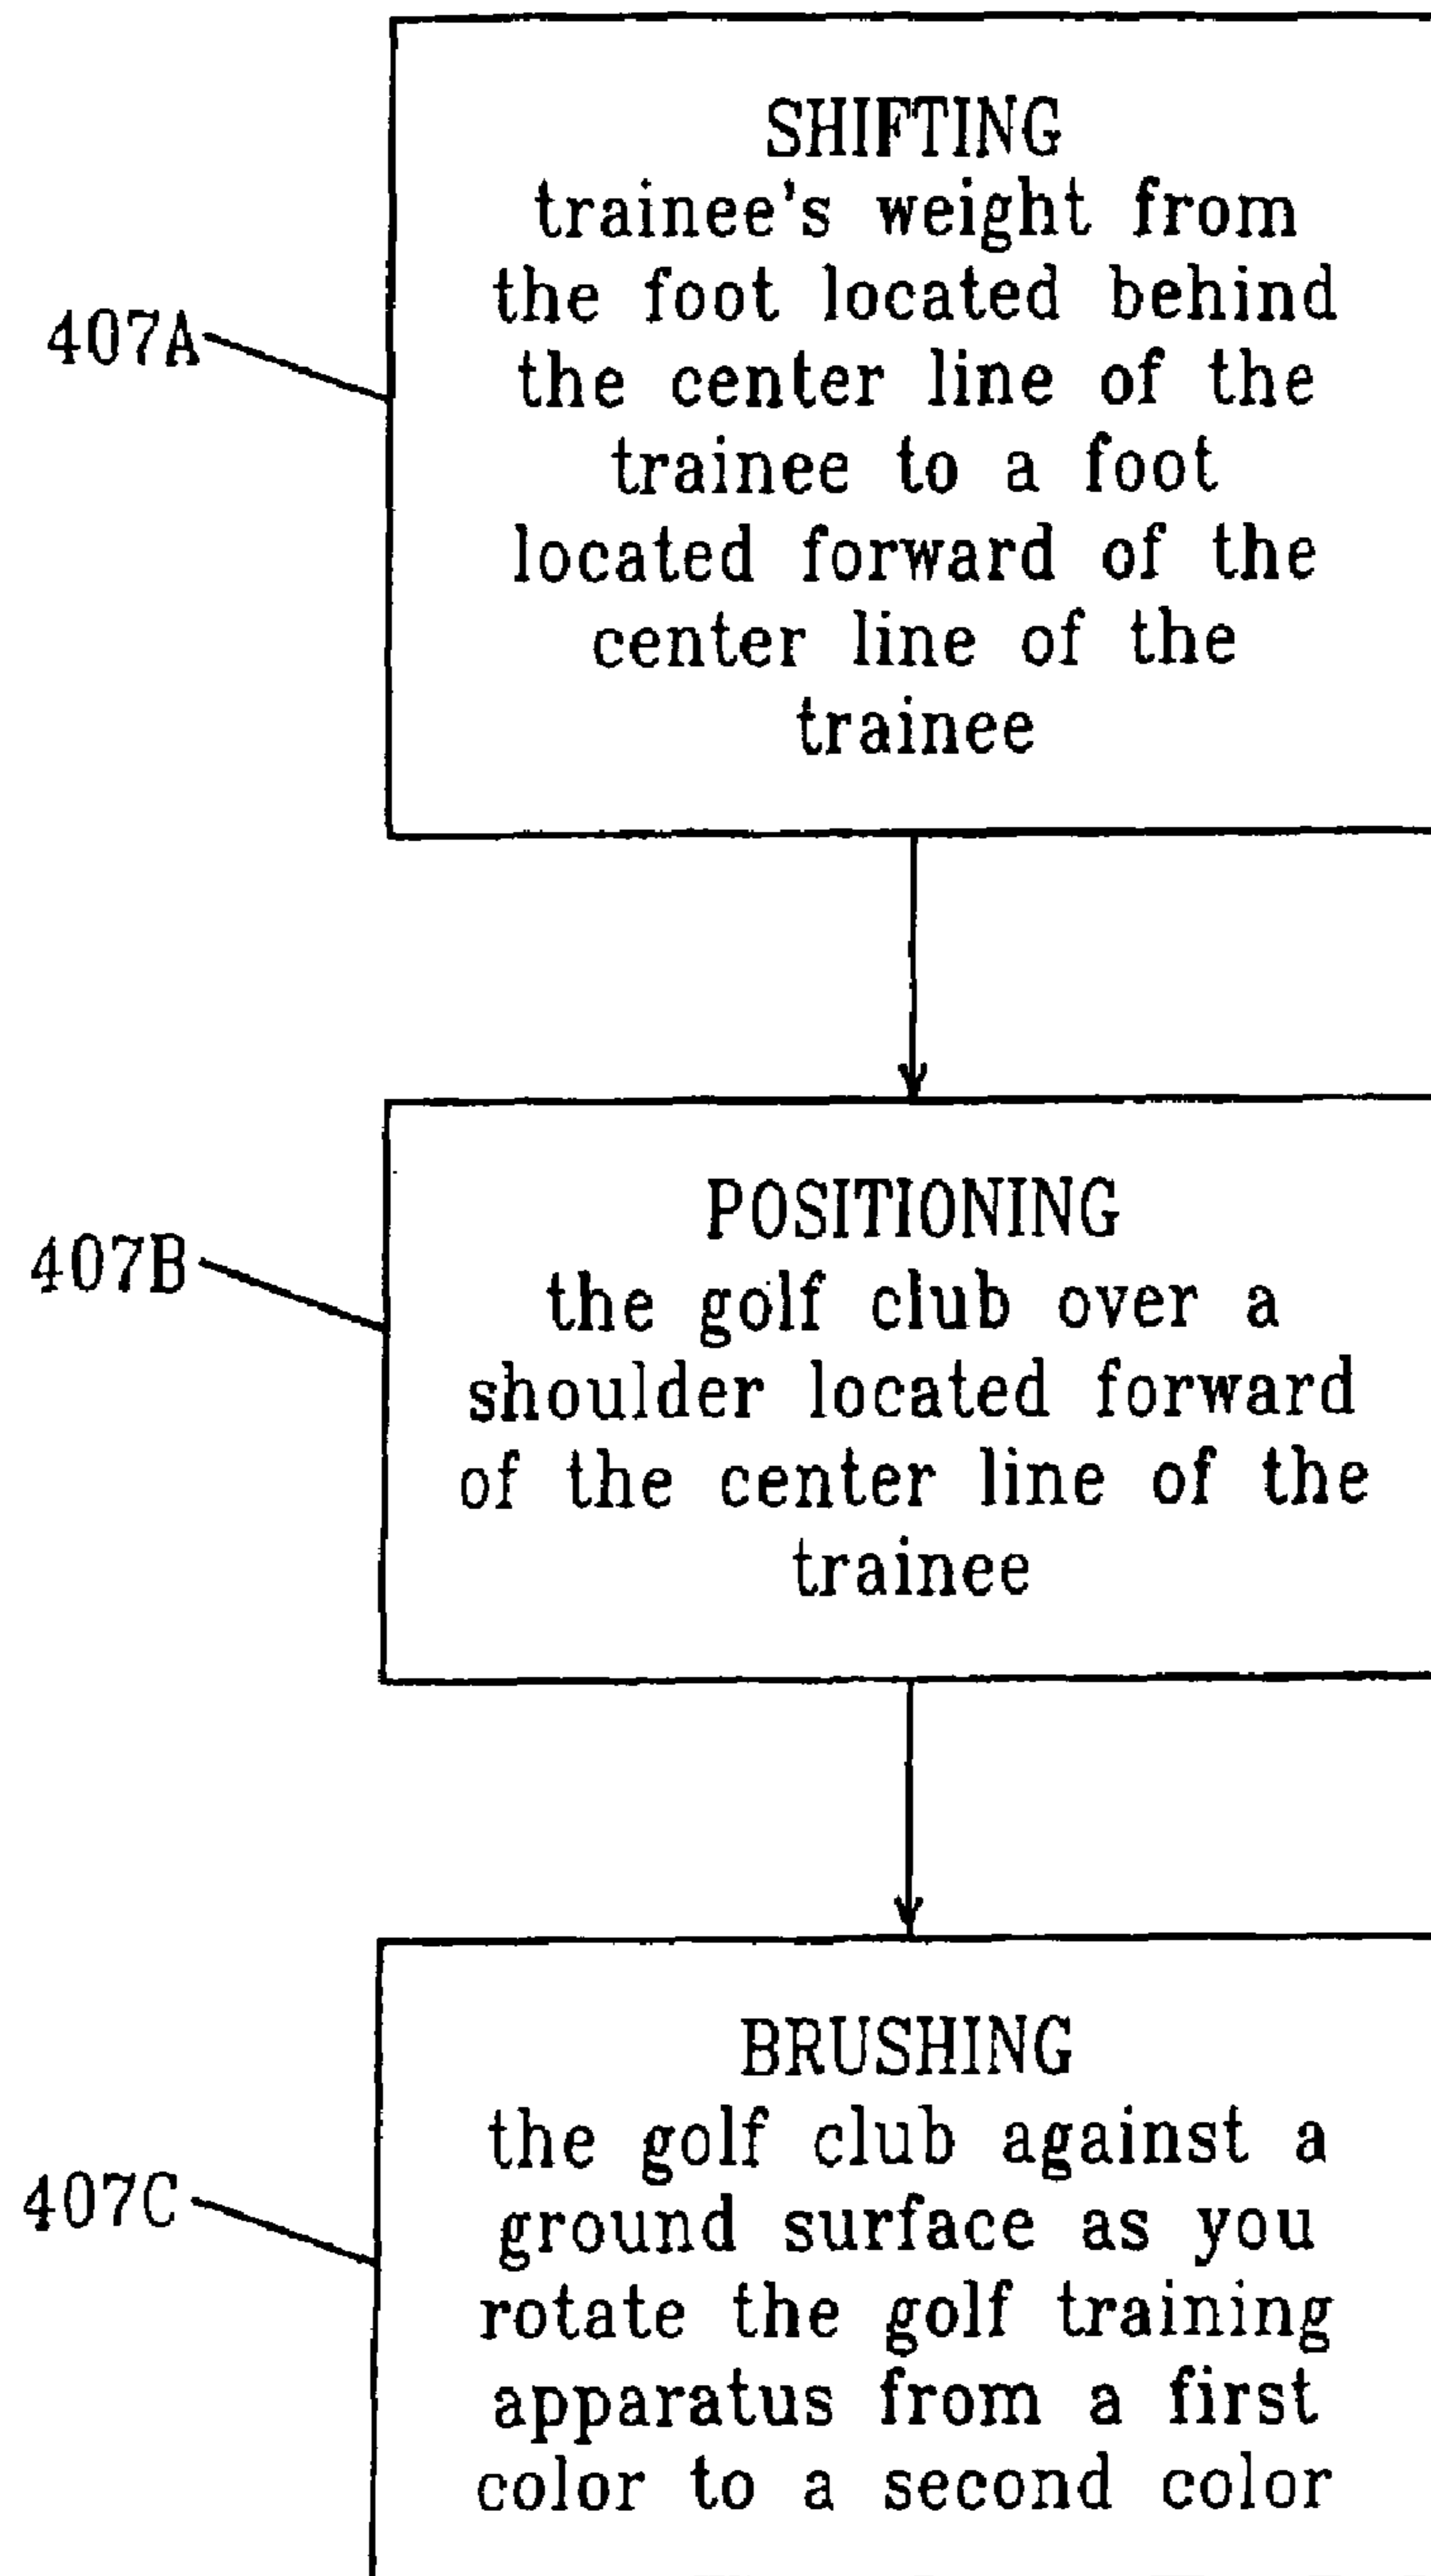 SHIFTING
trainee's weight from
the foot located behind
the center line of the
trainee to a foot
located forward of the
center line of the
trainee
407A
POSITIONING
the golf club over a
shoulder located forward
of the center line of the
trainee
407B
BRUSHING
the golf club against a
ground surface as you
rotate the golf training
apparatus from a first
color to a second color
407C